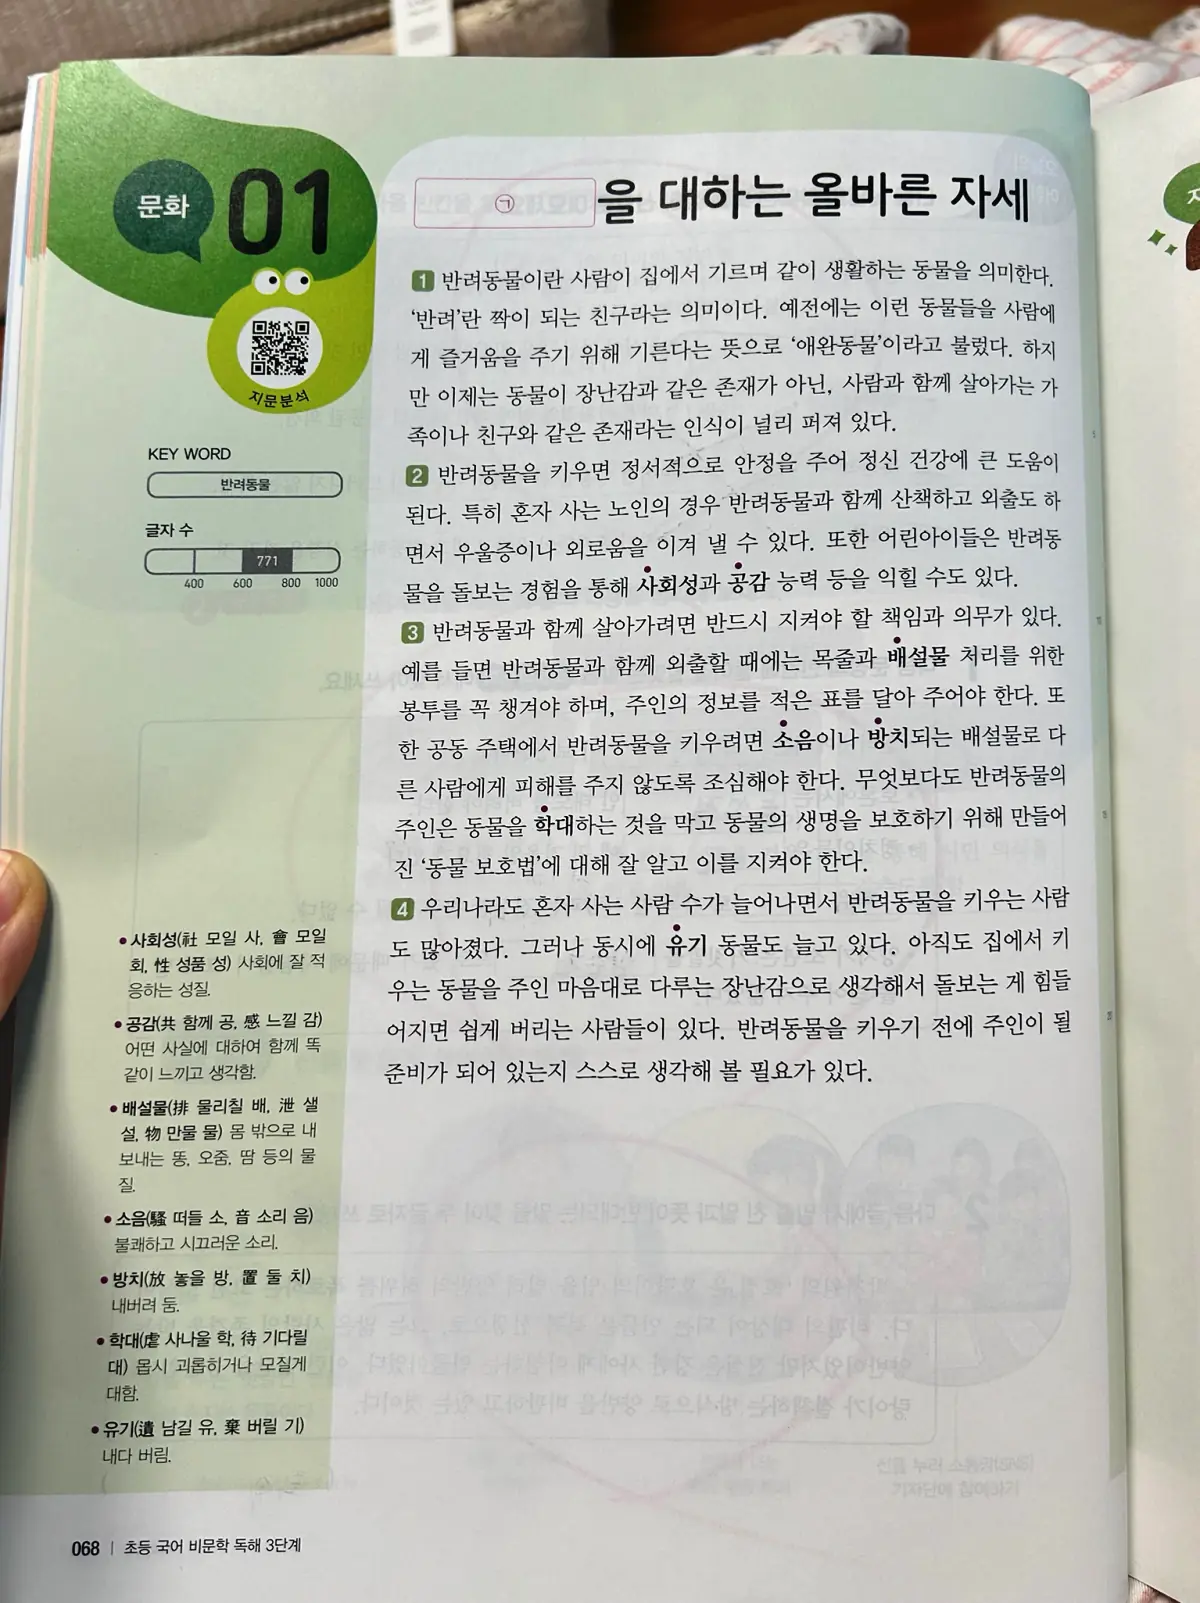 문화 01
지문분석
KEY WORD
반려동물
글자 수
771
400 600 800 1000
㉠을 대하는 올바른 자세
1 반려동물이란 사람이 집에서 기르며 같이 생활하는 동물을 의미한다.
‘반려’란 짝이 되는 친구라는 의미이다. 예전에는 이런 동물들을 사람에
게 즐거움을 주기 위해 기른다는 뜻으로 ‘애완동물’이라고 불렀다. 하지
만 이제는 동물이 장난감과 같은 존재가 아닌, 사람과 함께 살아가는 가
족이나 친구와 같은 존재라는 인식이 널리 퍼져 있다.
2 반려동물을 키우면 정서적으로 안정을 주어 정신 건강에 큰 도움이
된다. 특히 혼자 사는 노인의 경우 반려동물과 함께 산책하고 외출도 하
면서 우울증이나 외로움을 이겨 낼 수 있다. 또한 어린아이들은 반려동
물을 돌보는 경험을 통해 사회성과 공감 능력 등을 익힐 수도 있다.
3 반려동물과 함께 살아가려면 반드시 지켜야 할 책임과 의무가 있다.
예를 들면 반려동물과 함께 외출할 때에는 목줄과 배설물 처리를 위한
봉투를 꼭 챙겨야 하며, 주인의 정보를 적은 표를 달아 주어야 한다. 또
한 공동 주택에서 반려동물을 키우려면 소음이나 방치되는 배설물로 다
른 사람에게 피해를 주지 않도록 조심해야 한다. 무엇보다도 반려동물의
주인은 동물을 학대하는 것을 막고 동물의 생명을 보호하기 위해 만들어
진 ‘동물 보호법’에 대해 잘 알고 이를 지켜야 한다.
4 우리나라도 혼자 사는 사람 수가 늘어나면서 반려동물을 키우는 사람
도 많아졌다. 그러나 동시에 유기 동물도 늘고 있다. 아직도 집에서 키
우는 동물을 주인 마음대로 다루는 장난감으로 생각해서 돌보는 게 힘들
어지면 쉽게 버리는 사람들이 있다. 반려동물을 키우기 전에 주인이 될
준비가 되어 있는지 스스로 생각해 볼 필요가 있다.
5
10
15
20
• 사회성(社 모일 사, 會 모일
회, 性 성품 성) 사회에 잘 적
응하는 성질.
• 공감(共 함께 공, 感 느낄 감)
어떤 사실에 대하여 함께 똑
같이 느끼고 생각함.
• 배설물(排 물리칠 배, 泄 샐
설, 物 만물 물) 몸 밖으로 내
보내는 똥, 오줌, 땀 등의 물
질.
• 소음(騷 떠들 소, 音 소리 음)
불쾌하고 시끄러운 소리.
• 방치(放 놓을 방, 置 둘 치)
내버려 둠.
• 학대(虐 사나울 학, 待 기다릴
대) 몹시 괴롭히거나 모질게
대함.
• 유기(遺 남길 유, 棄 버릴 기)
내다 버림.
068 | 초등 국어 비문학 독해 3단계